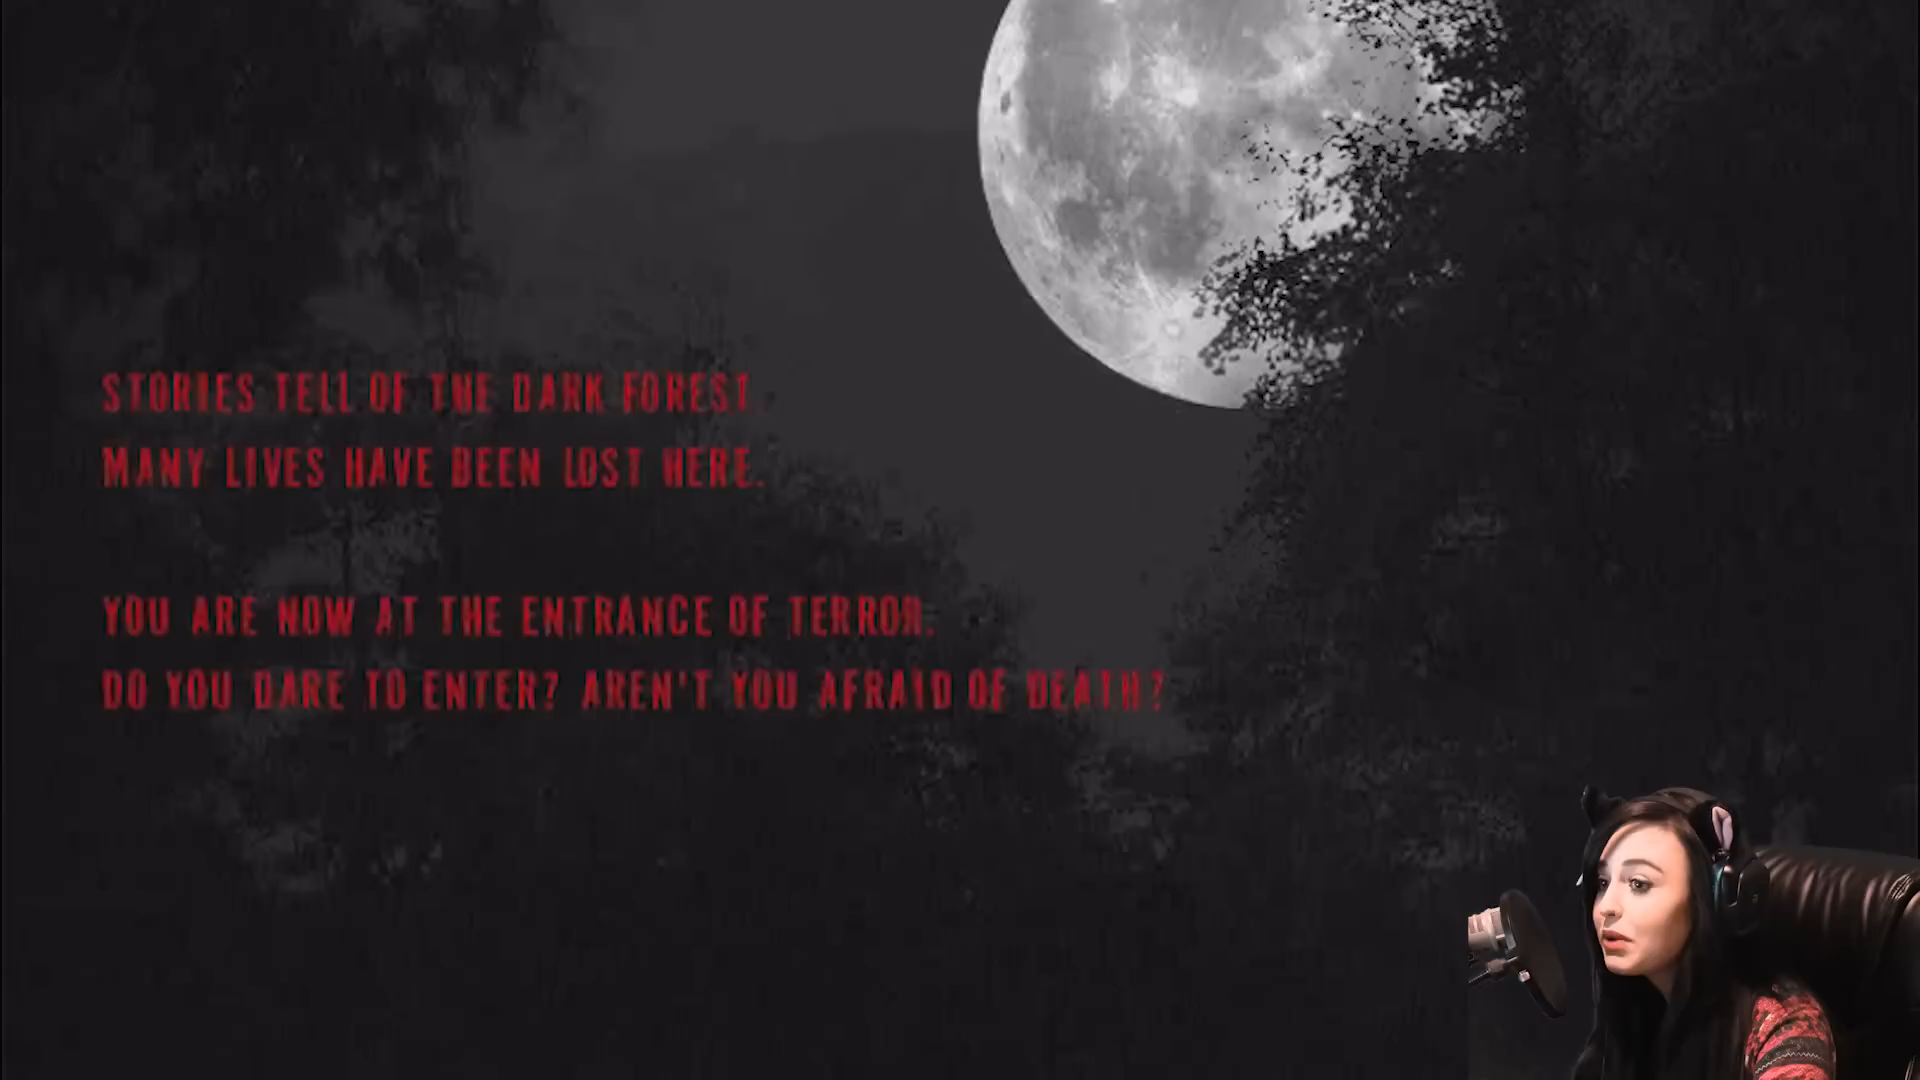 STORIES TELL OF THE DARK FOREST
MANY LIVES HAVE BEEN LOST HERE.
YOU ARE NOW AT THE ENTRANCE OF TERROR.
DO YOU DARE TO ENTER? AREN'T YOU AFRAID OF DEATH?